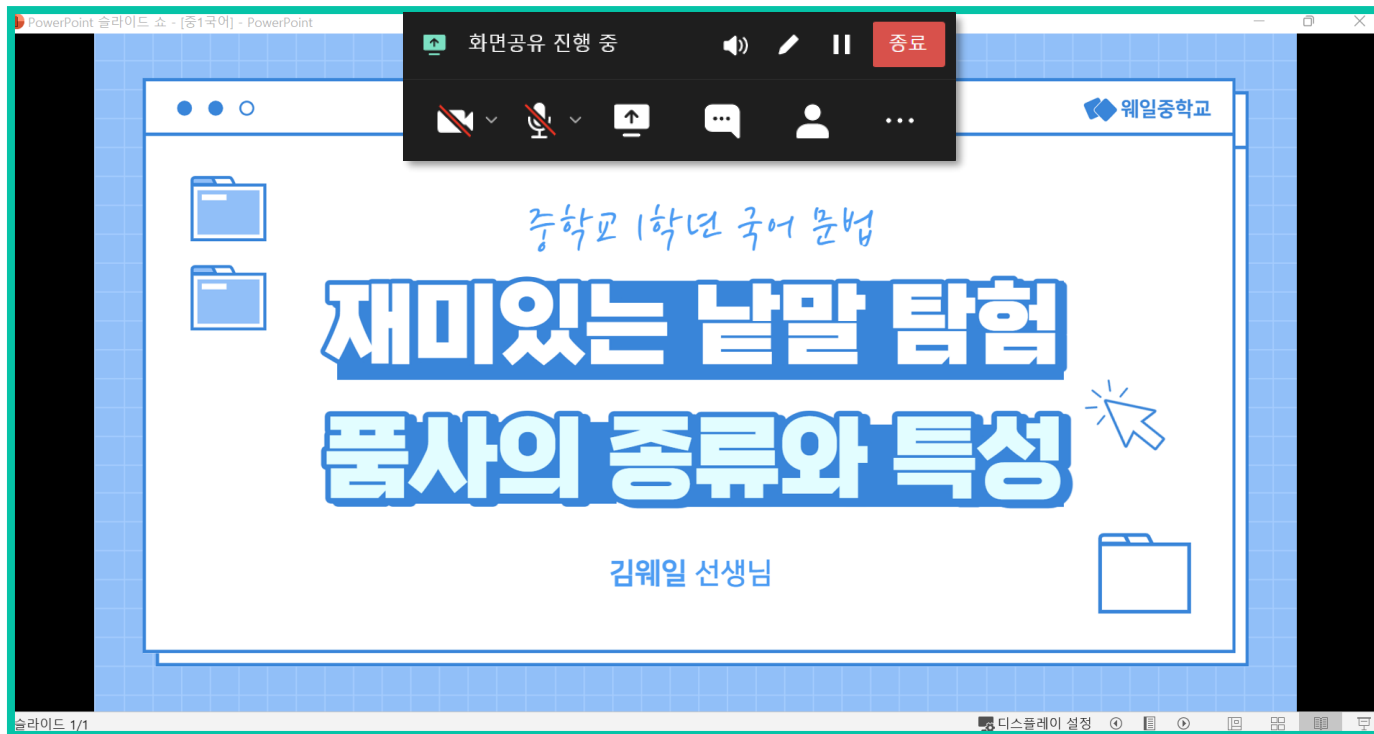 PowerPoint 슬라이드 쇼 - [중1국어] - PowerPoint
화면공유 진행 중
종료
웨일중학교
중학교 1학년 국어 문법
재미있는 낱말 탐험
품사의 종류와 특성
김웨일 선생님
슬라이드 1/1
디스플레이 설정